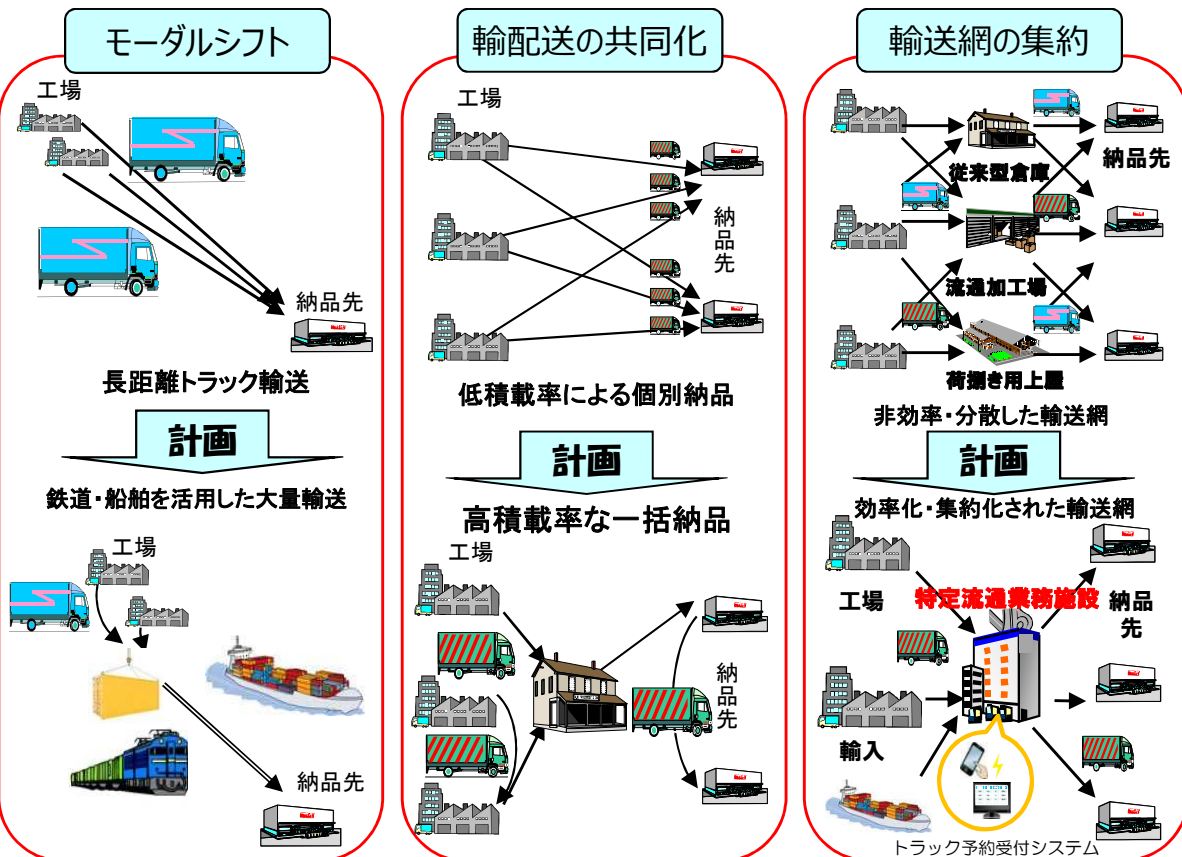 モーダルシフト
工場
納品先
長距離トラック輸送
計画
鉄道・船舶を活用した大量輸送
工場
納品先
輸配送の共同化
工場
納品先
低積載率による個別納品
計画
高積載率な一括納品
工場
納品先
輸送網の集約
従来型倉庫
納品先
流通加工場
荷捌き用上屋
非効率・分散した輸送網
計画
効率化・集約化された輸送網
工場
特定流通業務施設
納品先
輸入
トラック予約受付システム